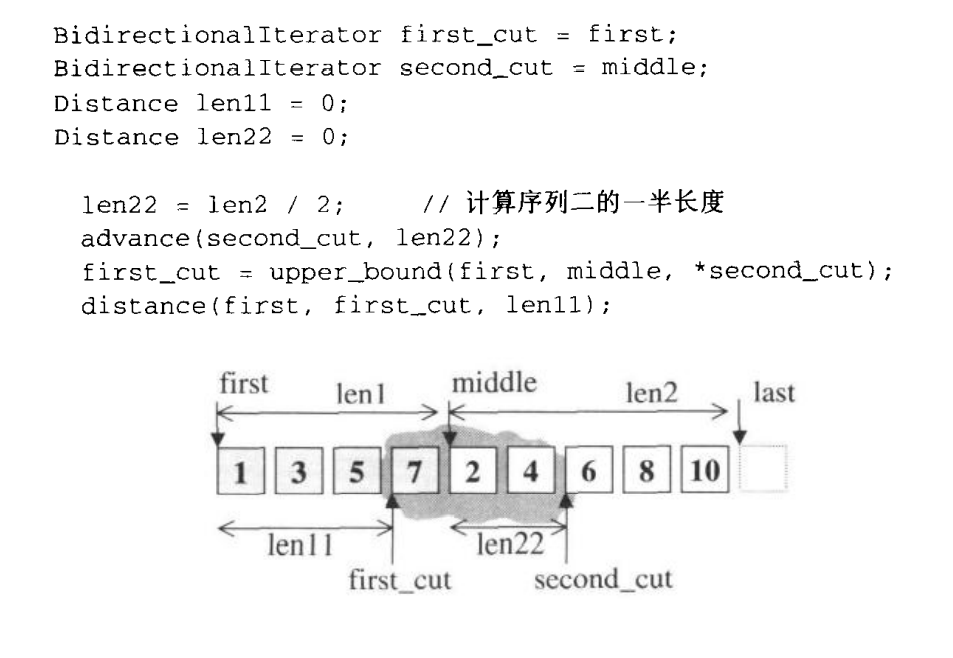 BidirectionalIterator first_cut = first;
BidirectionalIterator second_cut = middle;
Distance len11 = 0;
Distance len22 = 0;
len22 = len2 / 2; // 计算序列二的一半长度
advance(second_cut, len22);
first_cut = upper_bound(first, middle, *second_cut);
distance(first, first_cut, len11);
first len1 middle len2 last
1 3 5 7 2 4 6 8 10
len11 len22
first_cut second_cut